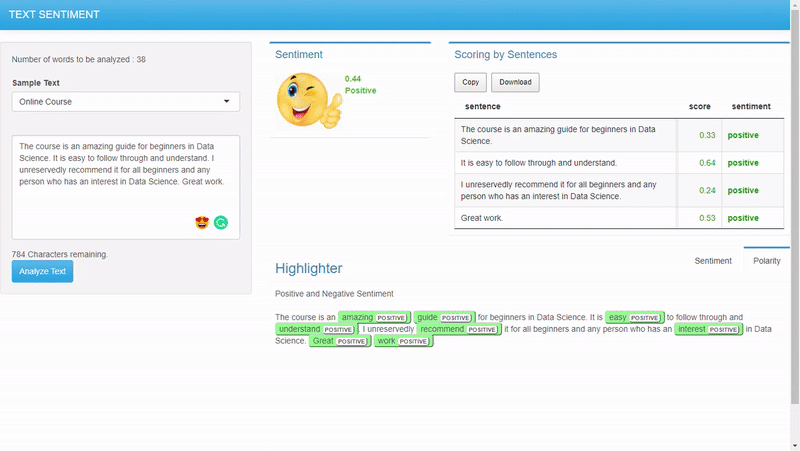 TEXT SENTIMENT
Number of words to be analyzed : 38
Sample Text
Online Course
The course is an amazing guide for beginners in Data
Science. It is easy to follow through and understand. I
unreservedly recommend it for all beginners and any
person who has an interest in Data Science. Great work.
784 Characters remaining.
Analyze Text
Sentiment
0.44
Positive
Scoring by Sentences
Copy Download
sentence score sentiment
The course is an amazing guide for beginners in Data
Science.
0.33 positive
It is easy to follow through and understand. 0.64 positive
I unreservedly recommend it for all beginners and any
person who has an interest in Data Science.
0.24 positive
Great work. 0.53 positive
Sentiment Polarity
Highlighter
Positive and Negative Sentiment
The course is an amazing POSITIVE) guide POSITIVE) for beginners in Data Science. It is easy POSITIVE) to follow through and
understand POSITIVE) . I unreservedly recommend POSITIVE) it for all beginners and any person who has an interest POSITIVE) in Data
Science. Great POSITIVE) work POSITIVE)